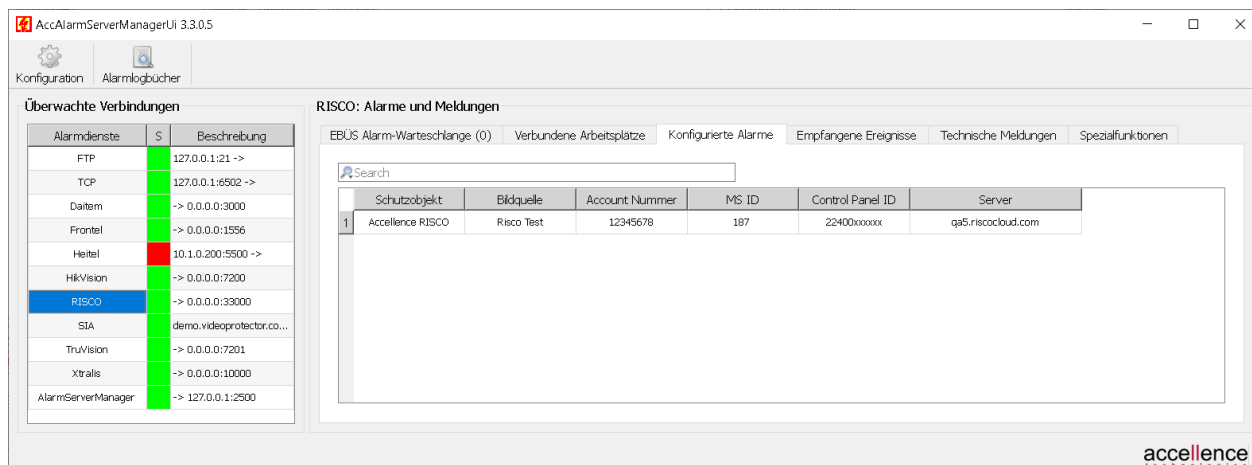 AccAlarmServerManagerUi 3.3.0.5
Konfiguration Alarmlogbücher
Überwachte Verbindungen
Alarmdienste S Beschreibung
FTP 127.0.0.1:21 ->
TCP 127.0.0.1:6502 ->
Daitem -> 0.0.0.0:3000
Frontel -> 0.0.0.0:1556
Heitel 10.1.0.200:5500 ->
HikVision -> 0.0.0.0:7200
RISCO -> 0.0.0.0:33000
SIA demo.videoprotector.co...
TruVision -> 0.0.0.0:7201
Xtralis -> 0.0.0.0:10000
AlarmServerManager -> 127.0.0.1:2500
RISCO: Alarme und Meldungen
EBÜS Alarm-Warteschlange (0) Verbundene Arbeitsplätze Konfigurierte Alarme Empfangene Ereignisse Technische Meldungen Spezialfunktionen
Search
Schutzobjekt Bildquelle Account Nummer MS ID Control Panel ID Server
1 Accellence RISCO Risco Test 12345678 187 22400xxxxxx qa5.riscocloud.com
accellence